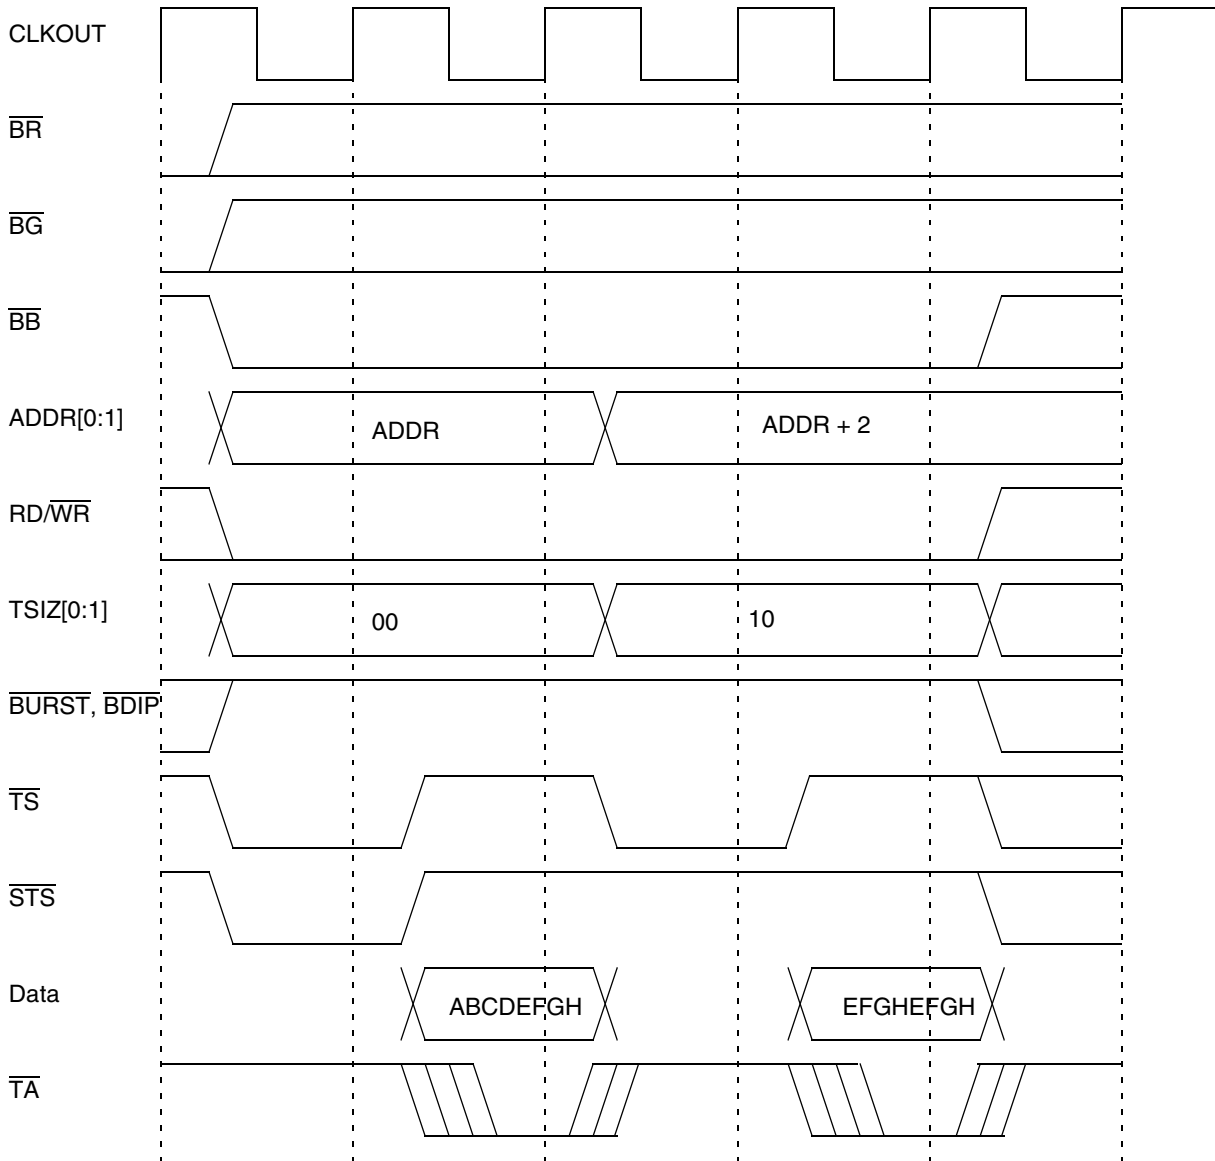 CLKOUT
BR
BG
BB
ADDR[0:1]
ADDR
ADDR + 2
RD/WR
TSIZ[0:1]
00
10
BURST, BDIP
TS
STS
Data
ABCDEFGH
EFGHEFGH
TA